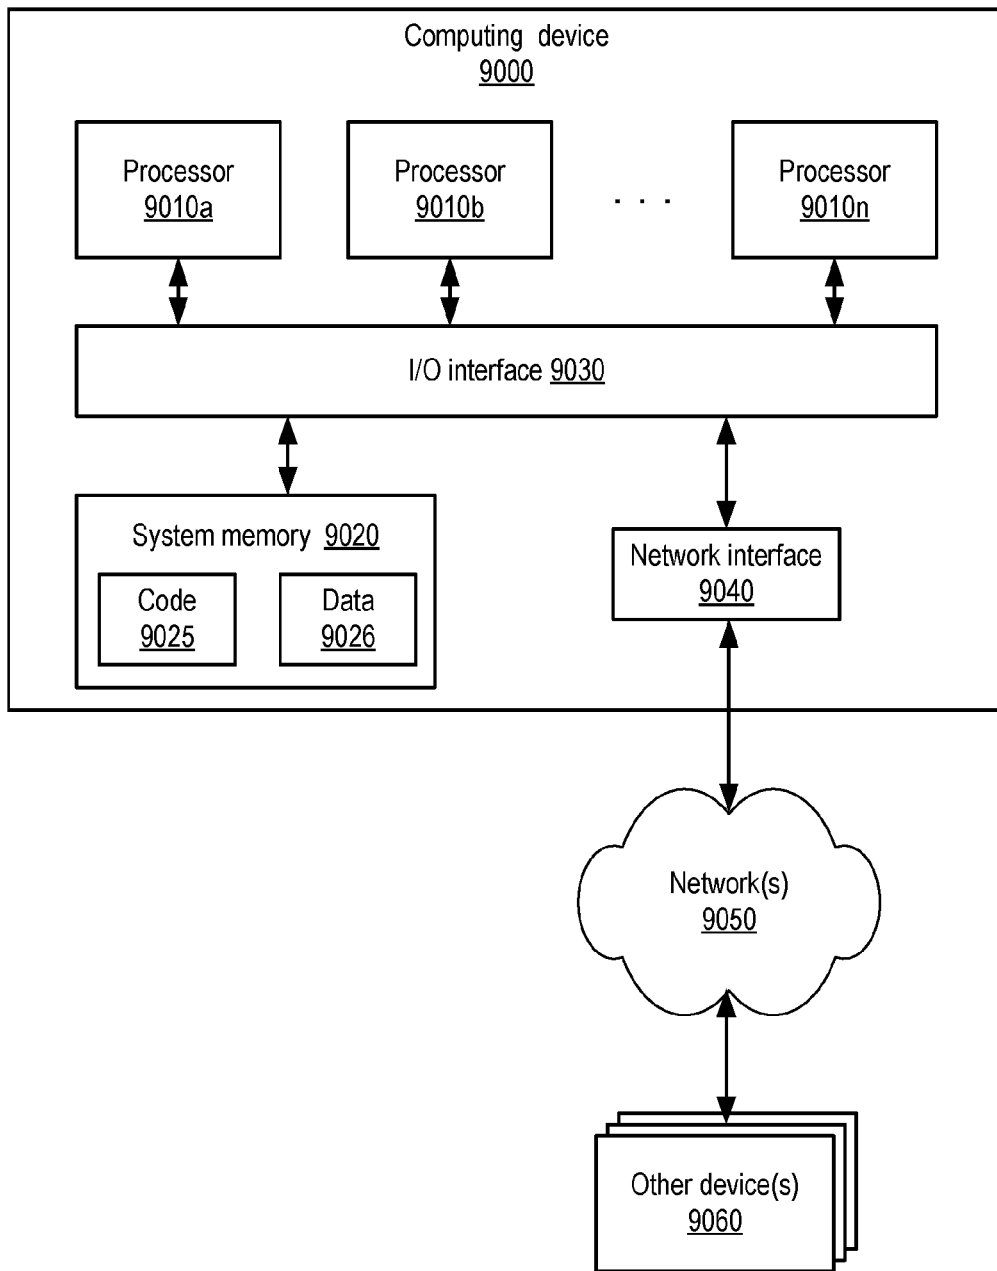 Computing device
9000
Processor
9010a
Processor
9010b
. . .
Processor
9010n
I/O interface 9030
System memory 9020
Code
9025
Data
9026
Network interface
9040
Network(s)
9050
Other device(s)
9060